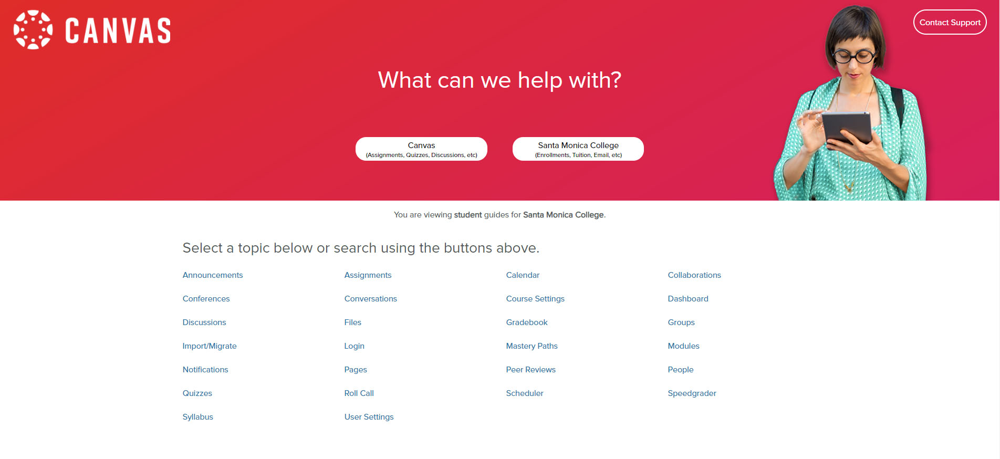 CANVAS
Contact Support
What can we help with?
Canvas
(Assignments, Quizzes, Discussions, etc)
Santa Monica College
(Enrollments, Tuition, Email, etc)
You are viewing student guides for Santa Monica College.
Select a topic below or search using the buttons above.
Announcements
Assignments
Calendar
Collaborations
Conferences
Conversations
Course Settings
Dashboard
Discussions
Files
Gradebook
Groups
Import/Migrate
Login
Mastery Paths
Modules
Notifications
Pages
Peer Reviews
People
Quizzes
Roll Call
Scheduler
Speedgrader
Syllabus
User Settings